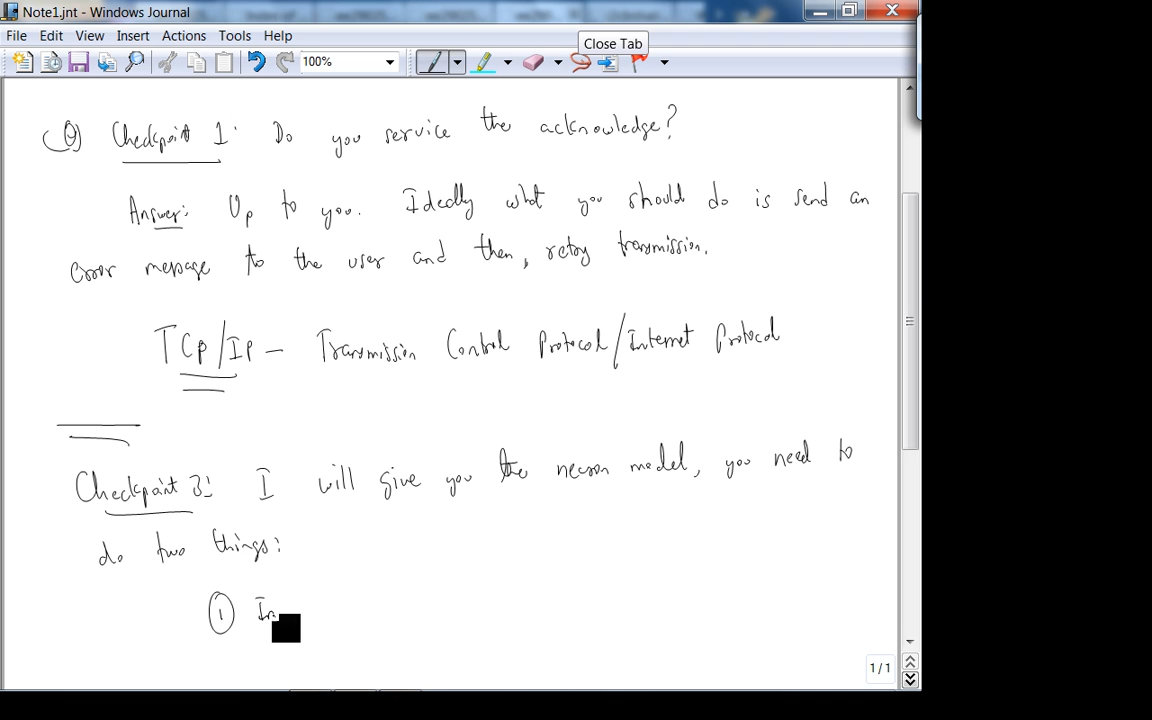 Note1.jnt - Windows Journal
File Edit View Insert Actions Tools Help
Close Tab
100%
Q) Checkpoint 1: Do you service the acknowledge?
Answer: Up to you. Ideally what you should do is send an
error message to the user and then, retry transmission.
TCP/IP - Transmission Control Protocol/Internet Protocol
Checkpoint 3: I will give you the neuron model, you need to
do two things:
1 In
1/1